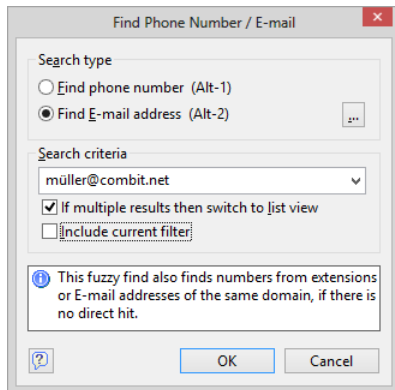 Find Phone Number / E-mail
Search type
Find phone number (Alt-1)
Find E-mail address (Alt-2)
...
Search criteria
müller@combit.net
If multiple results then switch to list view
Include current filter
This fuzzy find also finds numbers from extensions
or E-mail addresses of the same domain, if there is
no direct hit.
OK Cancel